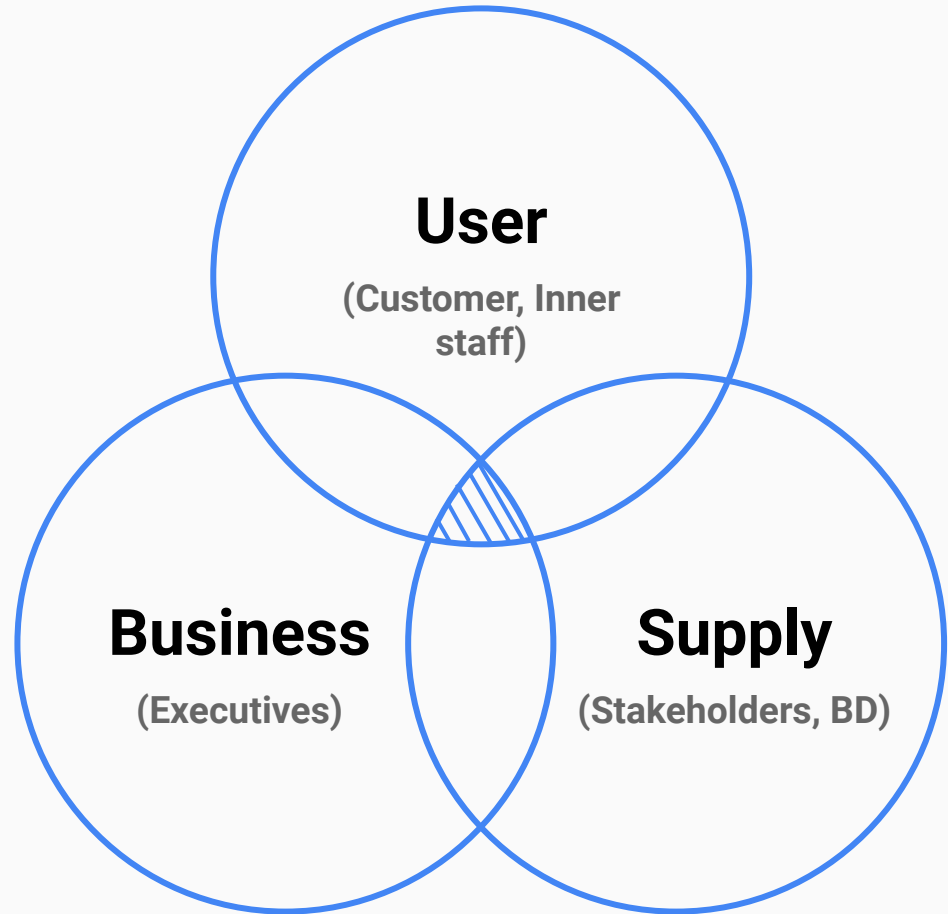 User
(Customer, Inner
staff)
Business
(Executives)
Supply
(Stakeholders, BD)